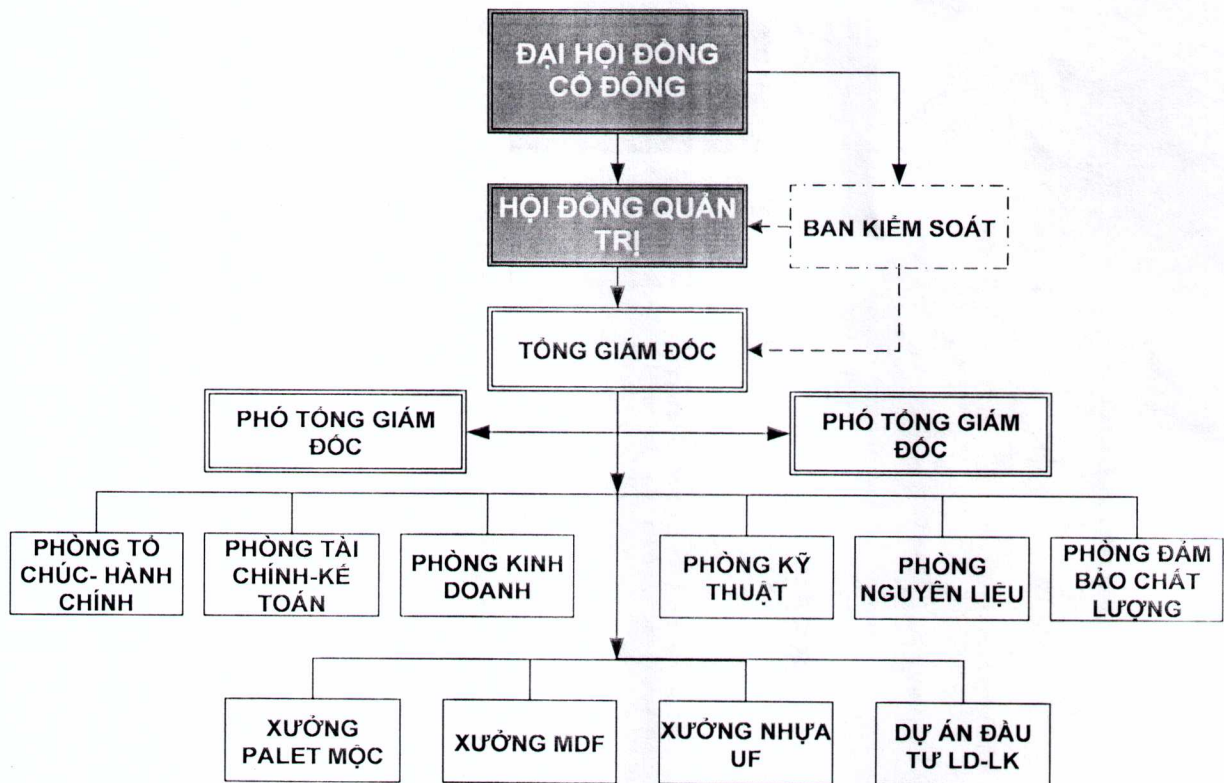 ĐẠI HỘI ĐỒNG
CỔ ĐÔNG
HỘI ĐỒNG QUẢN
TRỊ
BAN KIỂM SOÁT
TỔNG GIÁM ĐỐC
PHÓ TỔNG GIÁM
ĐỐC
PHÓ TỔNG GIÁM
ĐỐC
PHÒNG TỔ
CHÚC- HÀNH
CHÍNH
PHÒNG TÀI
CHÍNH-KẾ
TOÁN
PHÒNG KINH
DOANH
PHÒNG KỸ
THUẬT
PHÒNG
NGUYÊN LIỆU
PHÒNG ĐẢM
BẢO CHẤT
LƯỢNG
XƯỞNG
PALET MỘC
XƯỞNG MDF
XƯỞNG NHỰA
UF
DỰ ÁN ĐẦU
TƯ LD-LK